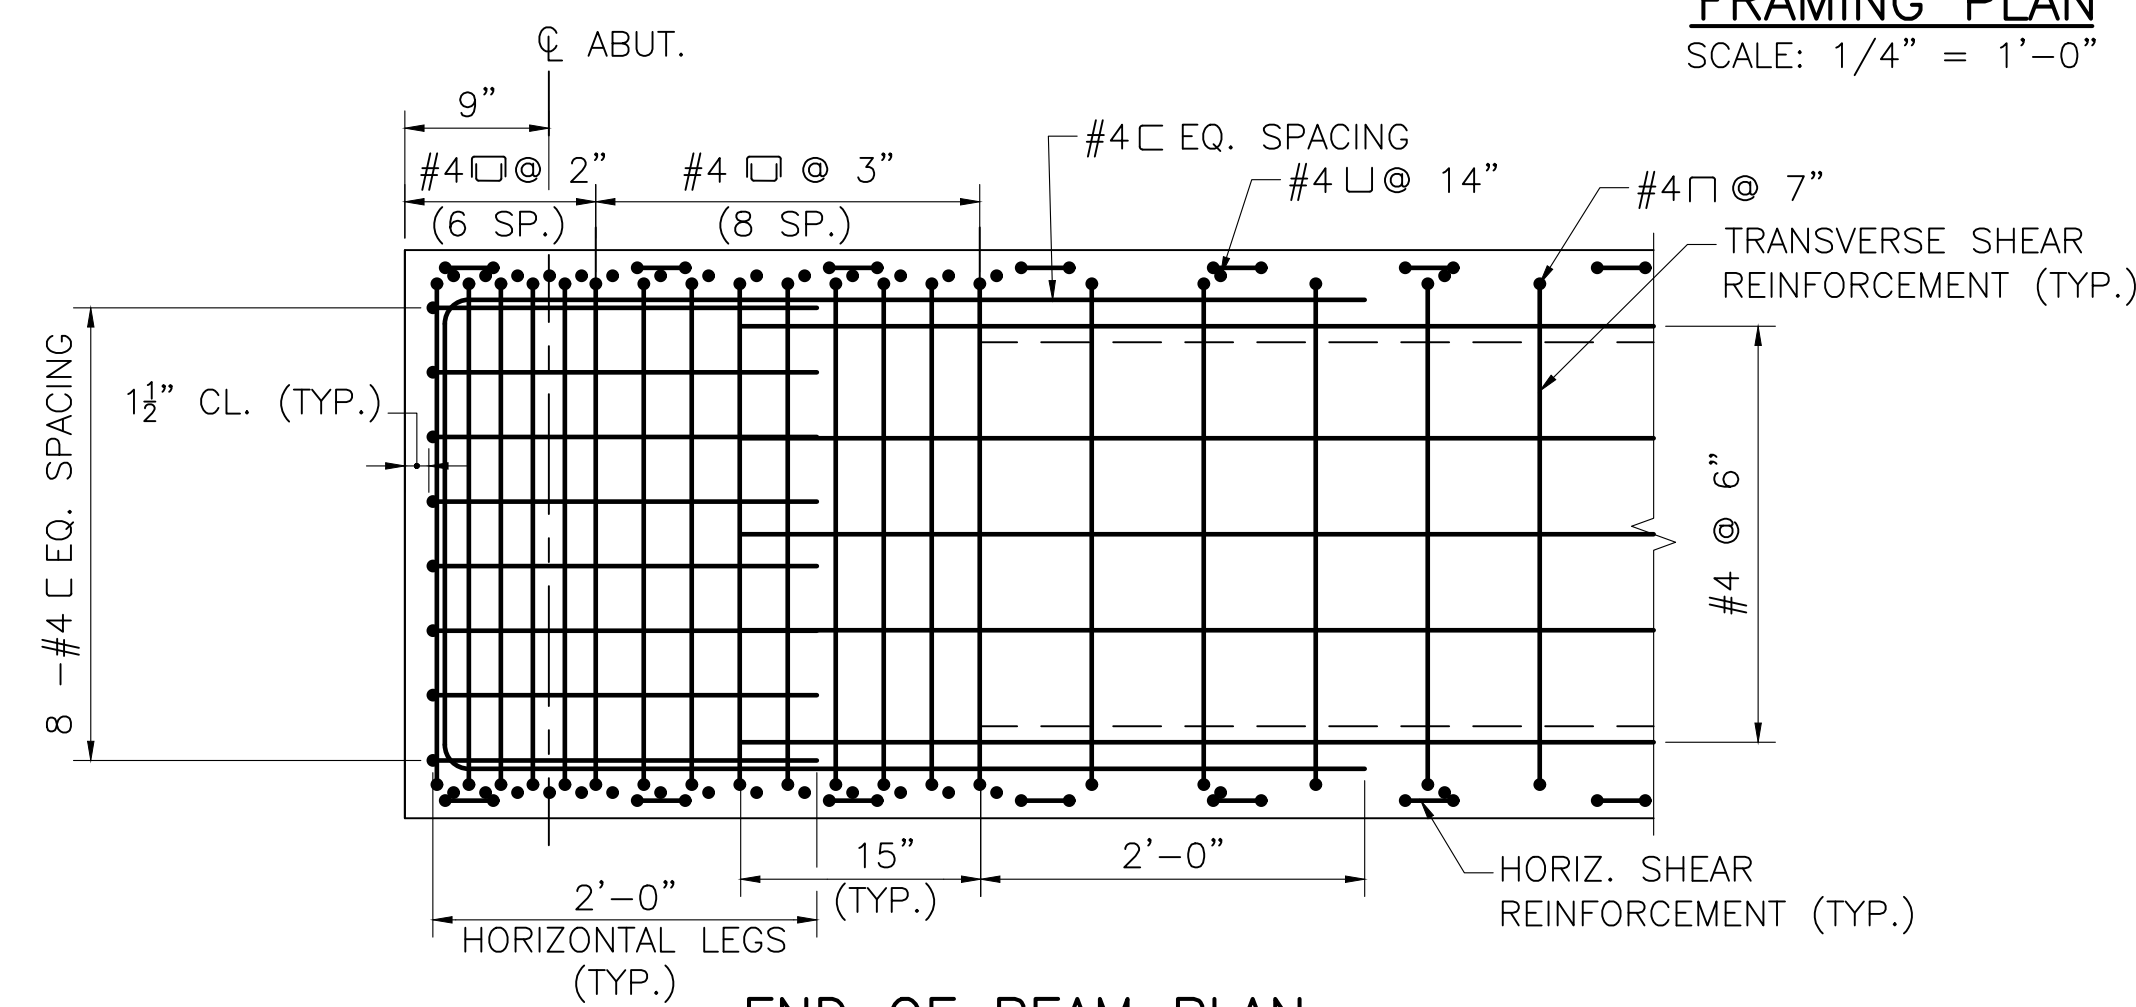 FRAMING PLAN
SCALE: 1/4” = 1’-0”
℄ ABUT.
9”
#4 @ 2”
(6 SP.)
#4 @ 3”
(8 SP.)
#4 ⊏ EQ. SPACING
#4 ⊔ @ 14”
#4 ⊓ @ 7”
TRANSVERSE SHEAR
REINFORCEMENT (TYP.)
8 -#4 ⊏ EQ. SPACING
1½” CL. (TYP.)
#4 @ 6”
15”
(TYP.)
2’-0”
2’-0”
HORIZONTAL LEGS
(TYP.)
HORIZ. SHEAR
REINFORCEMENT (TYP.)
END OF BEAM PLAN